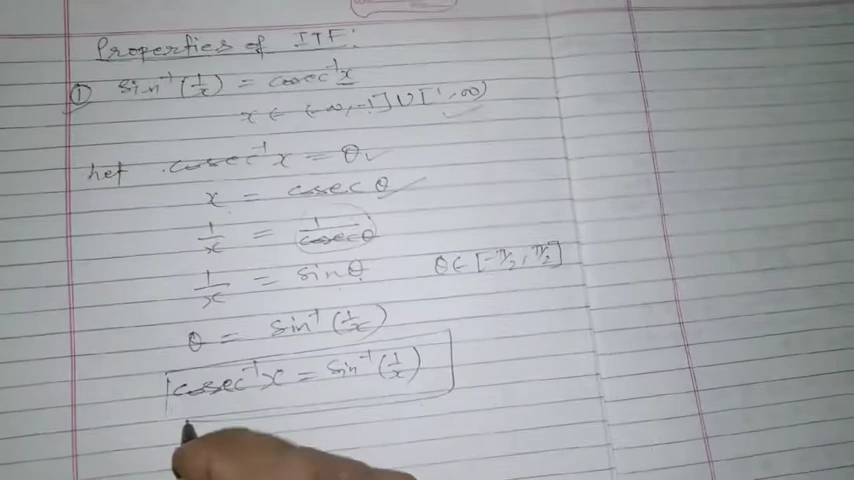 Properties of ITF:
① sin⁻¹(1/x) = cosec⁻¹x
x ∈ (-∞, -1] ∪ [1, ∞)
let cosec⁻¹x = θ
x = cosec θ
1/x = 1/cosec θ
1/x = sin θ θ ∈ [-π/2, π/2]
θ = sin⁻¹(1/x)
cosec⁻¹x = sin⁻¹(1/x)